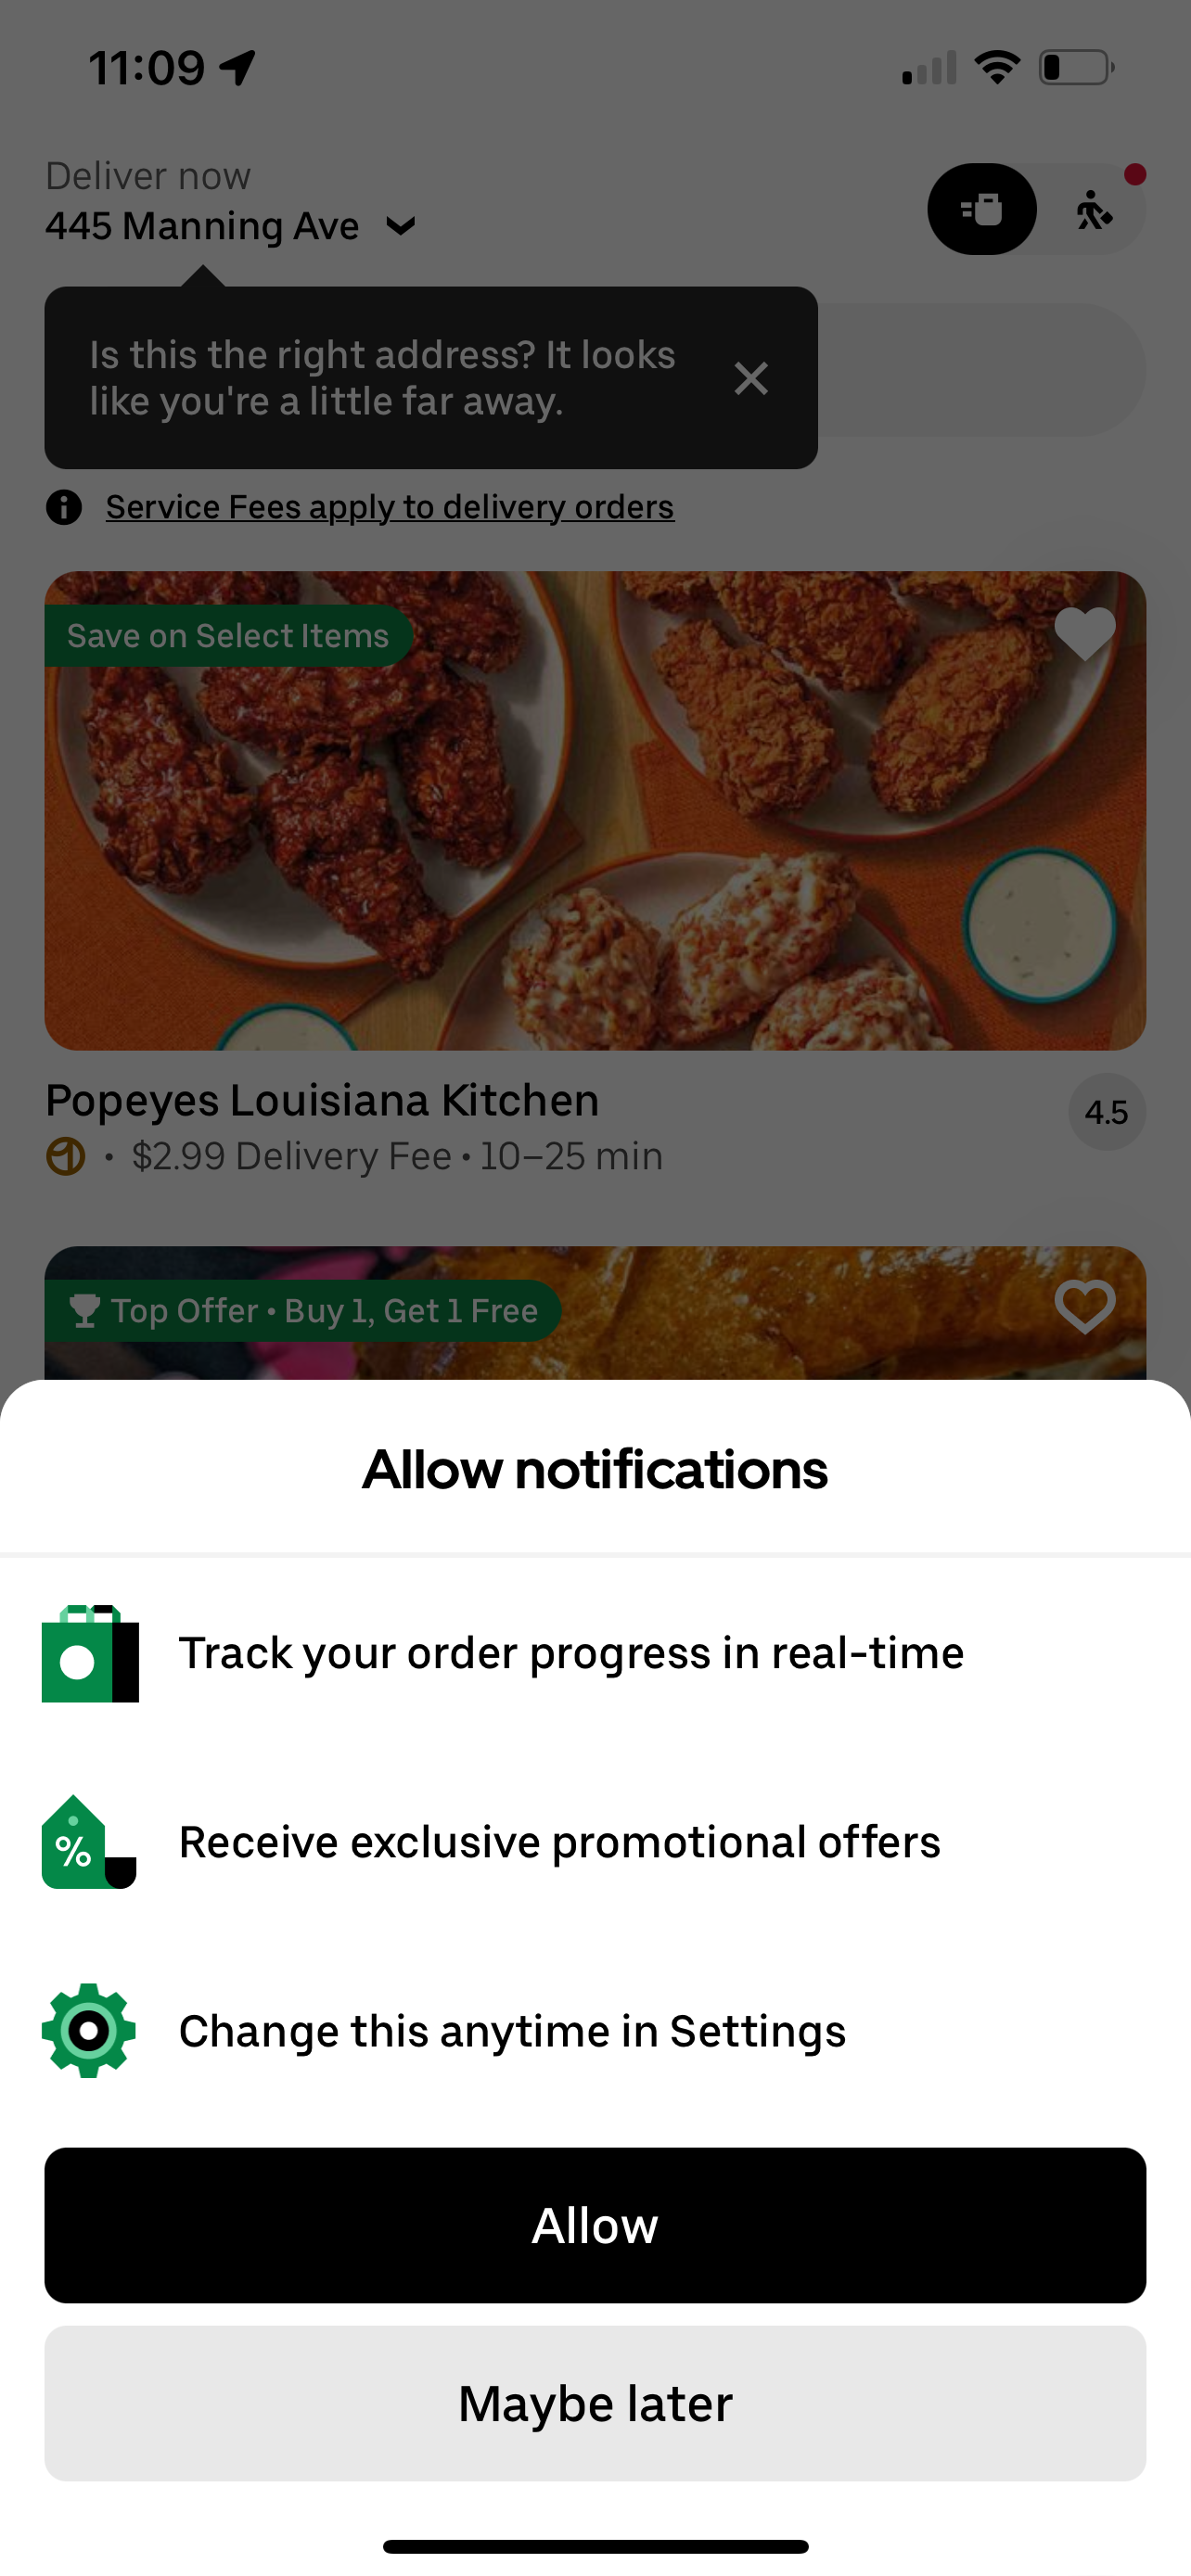 11:09
Deliver now
445 Manning Ave
Is this the right address? It looks
like you're a little far away.
Service Fees apply to delivery orders
Save on Select Items
Popeyes Louisiana Kitchen
4.5
• $2.99 Delivery Fee • 10–25 min
Top Offer • Buy 1, Get 1 Free
Allow notifications
Track your order progress in real-time
%
Receive exclusive promotional offers
Change this anytime in Settings
Allow
Maybe later